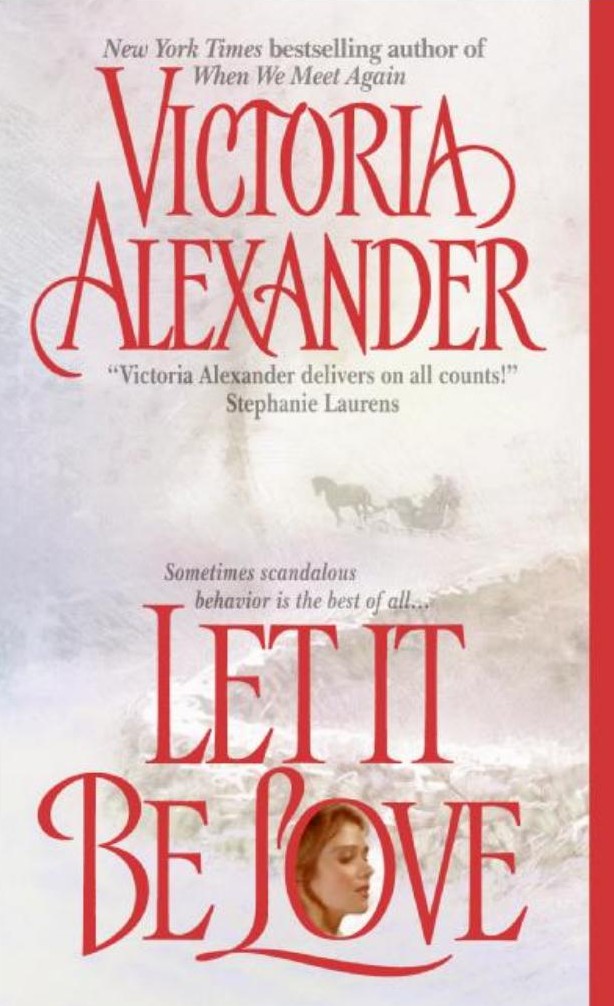 New York Times bestselling author of
When We Meet Again
VICTORIA
ALEXANDER
“Victoria Alexander delivers on all counts!”
Stephanie Laurens
Sometimes scandalous
behavior is the best of all...
LET IT
BE LOVE